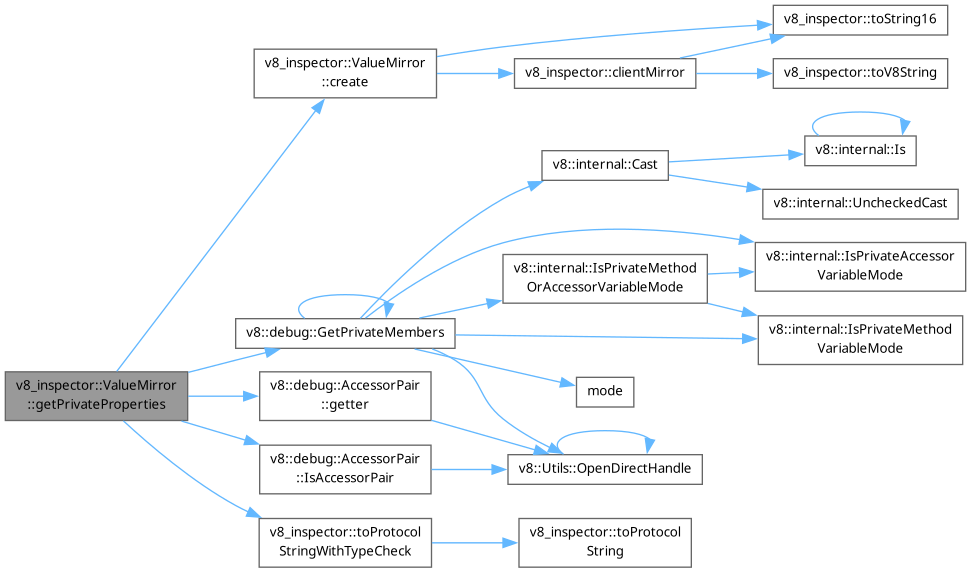 v8_inspector::toString16
v8_inspector::ValueMirror
::create
v8_inspector::clientMirror
v8_inspector::toV8String
v8::internal::Is
v8::internal::Cast
v8::internal::UncheckedCast
v8::internal::IsPrivateAccessor
VariableMode
v8::internal::IsPrivateMethod
OrAccessorVariableMode
v8::debug::GetPrivateMembers
v8::internal::IsPrivateMethod
VariableMode
v8_inspector::ValueMirror
::getPrivateProperties
v8::debug::AccessorPair
::getter
mode
v8::debug::AccessorPair
::IsAccessorPair
v8::Utils::OpenDirectHandle
v8_inspector::toProtocol
StringWithTypeCheck
v8_inspector::toProtocol
String